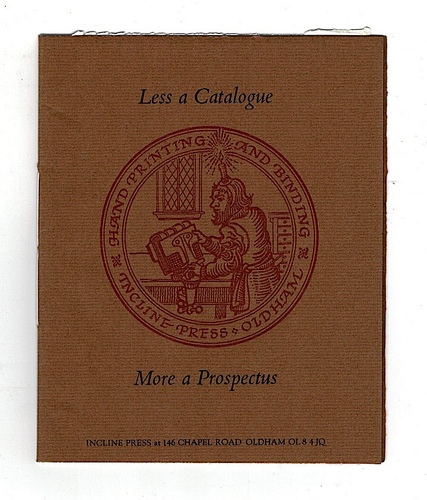 Less a Catalogue
HAND·PRINTING AND BINDING
INCLINE·PRESS OLDHAM
More a Prospectus
INCLINE PRESS at 146 CHAPEL ROAD OLDHAM OL8 4JQ